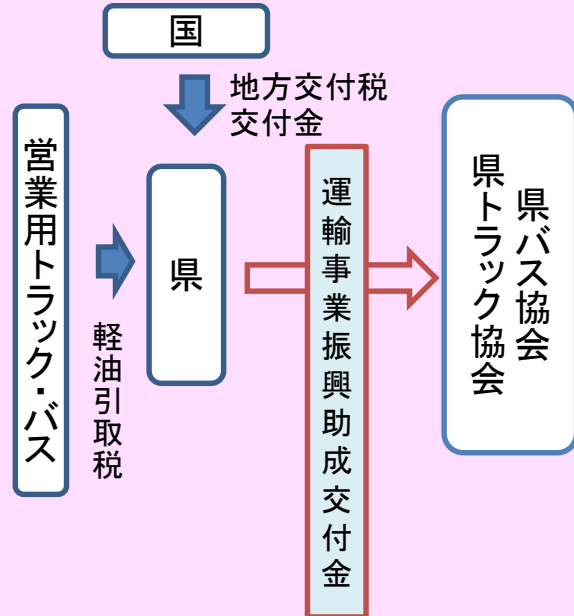 国
地方交付税
交付金
営業用トラック・バス
軽油引取税
県
運輸事業振興助成交付金
県バス協会
県トラック協会